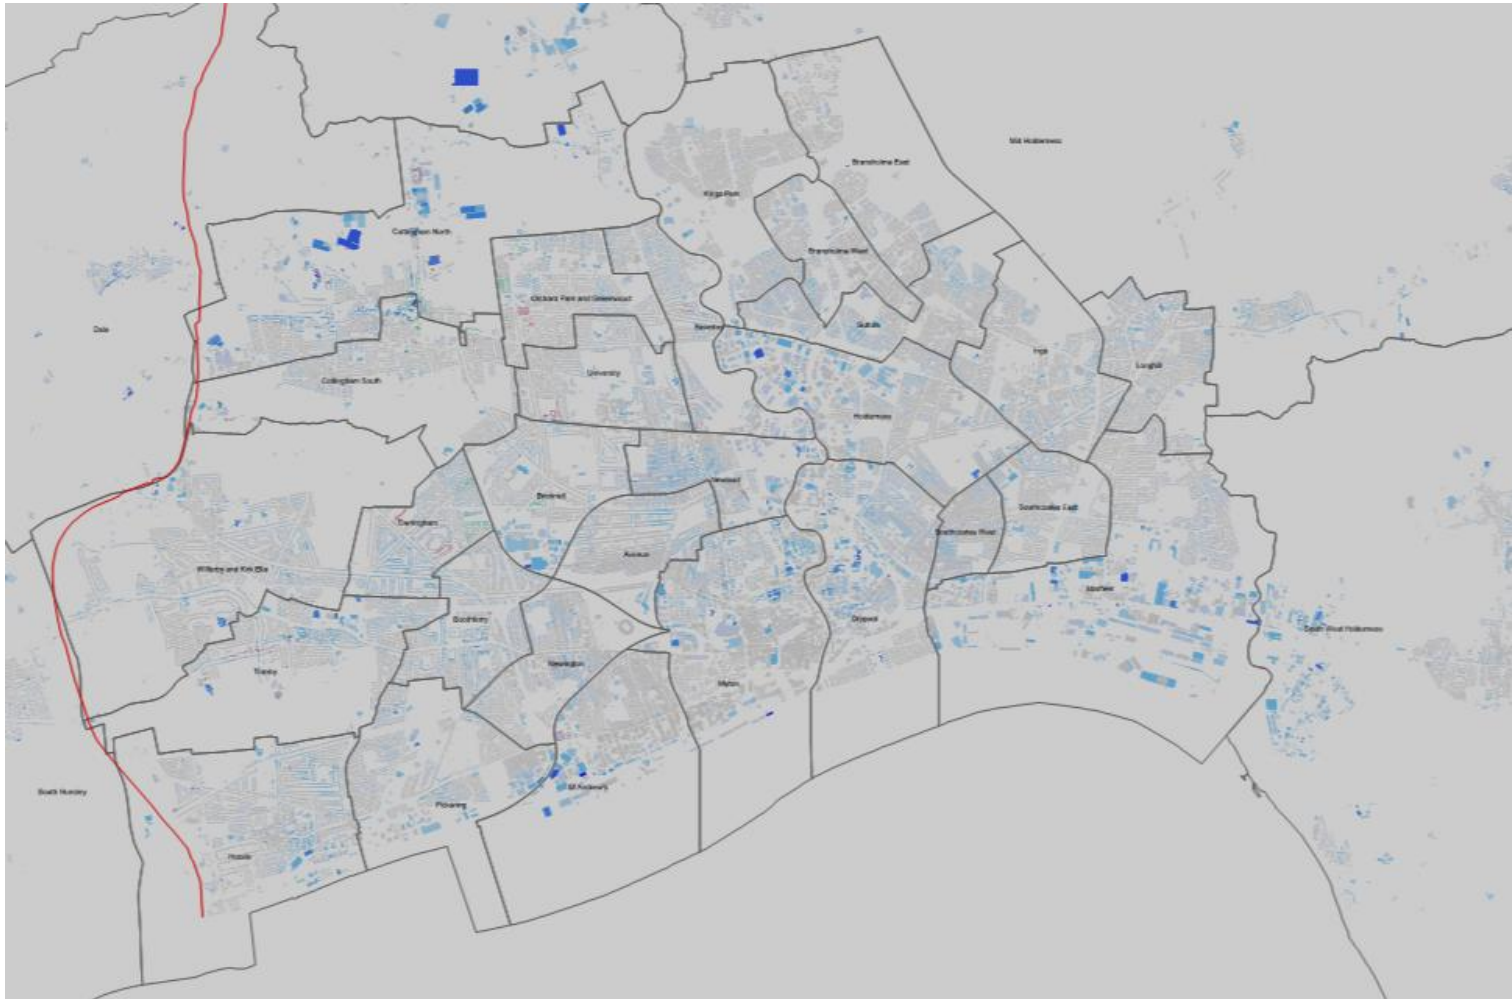 Mid Holderness
Bransholme East
Kings Park
Cottingham North
Bransholme West
Orchard Park and Greenwood
Dale
Beverley
Sutton
Ings
Longhill
University
Cottingham South
Holderness
Newland
Bricknell
Derringham
Southcoates East
Southcoates West
Avenue
Willerby and Kirk Ella
Marfleet
Boothferry
Drypool
South West Holderness
Newington
Tranby
Myton
South Hunsley
St Andrew's
Pickering
Hessle